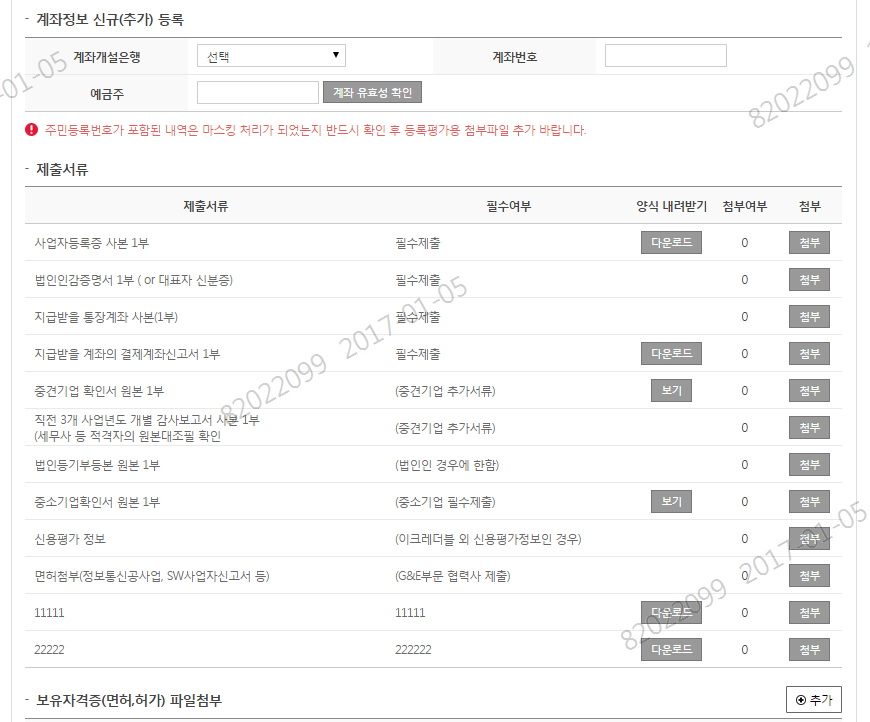 - 계좌정보 신규(추가) 등록
계좌개설은행 선택 ▼ 계좌번호
예금주 계좌 유효성 확인
! 주민등록번호가 포함된 내역은 마스킹 처리가 되었는지 반드시 확인 후 등록평가용 첨부파일 추가 바랍니다.
- 제출서류
제출서류 필수여부 양식 내려받기 첨부여부 첨부
사업자등록증 사본 1부 필수제출 다운로드 0 첨부
법인인감증명서 1부 ( or 대표자 신분증) 필수제출 0 첨부
지급받을 통장계좌 사본(1부) 필수제출 0 첨부
지급받을 계좌의 결제계좌신고서 1부 필수제출 다운로드 0 첨부
중견기업 확인서 원본 1부 (중견기업 추가서류) 보기 0 첨부
직전 3개 사업년도 개별 감사보고서 사본 1부
(세무사 등 적격자의 원본대조필 확인 (중견기업 추가서류) 0 첨부
법인등기부등본 원본 1부 (법인인 경우에 한함) 0 첨부
중소기업확인서 원본 1부 (중소기업 필수제출) 보기 0 첨부
신용평가 정보 (이크레더블 외 신용평가정보인 경우) 0 첨부
면허첨부(정보통신공사업, SW사업자신고서 등) (G&E부문 협력사 제출) 0 첨부
11111 11111 다운로드 0 첨부
22222 222222 다운로드 0 첨부
- 보유자격증(면허,허가) 파일첨부 추가
01-05
82022099
82022099 2017-01-05
82022099 2017-01-05